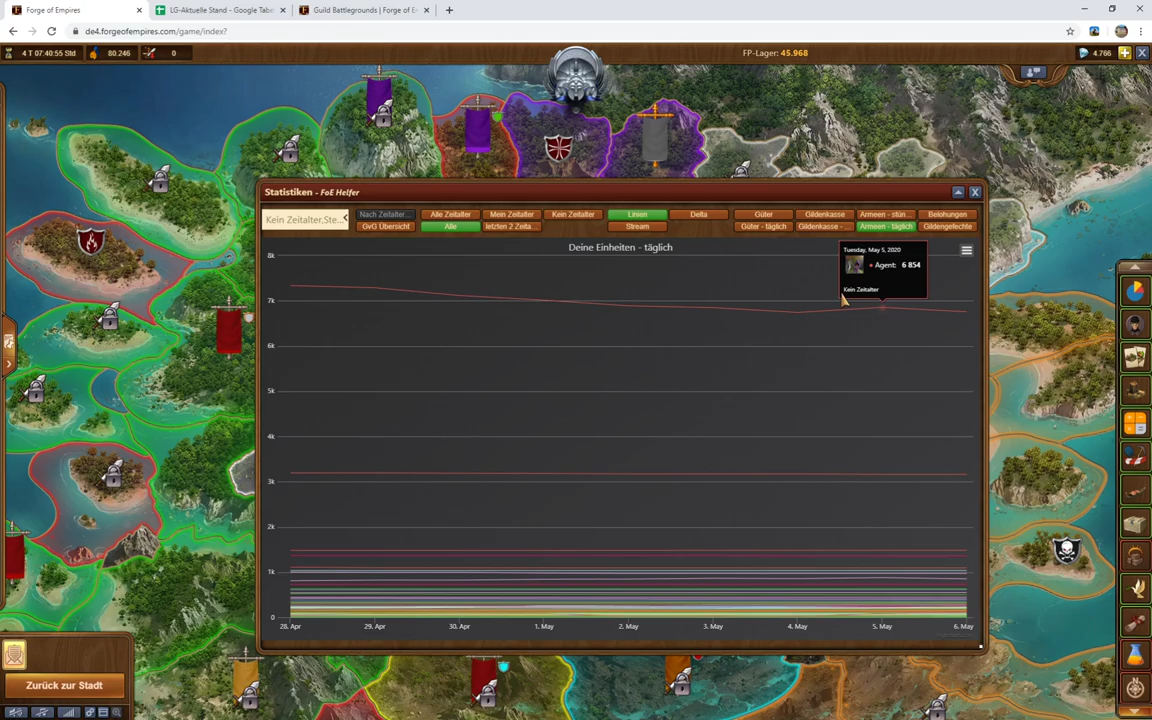 Forge of Empires
LG-Aktuelle Stand - Google Tabe
Guild Battlegrounds | Forge of E
de4.forgeofempires.com/game/index?
4 T 07:40:55 Std
80.246
0
FP-Lager: 45.968
4.766
Statistiken - FoE Helfer
Kein Zeitalter,Ste...
Nach Zeitalter...
Alle Zeitalter
Mein Zeitalter
Kein Zeitalter
Linien
Delta
Güter
Gildenkasse
Armeen - stün...
Belohungen
GvG Übersicht
Alle
letzten 2 Zeita...
Stream
Güter - täglich
Gildenkasse - ...
Armeen - täglich
Gildengefechte
Deine Einheiten - täglich
Tuesday, May 5, 2020
Agent: 6 854
Kein Zeitalter
8k
7k
6k
5k
4k
3k
2k
1k
0
28. Apr
29. Apr
30. Apr
1. May
2. May
3. May
4. May
5. May
6. May
Zurück zur Stadt